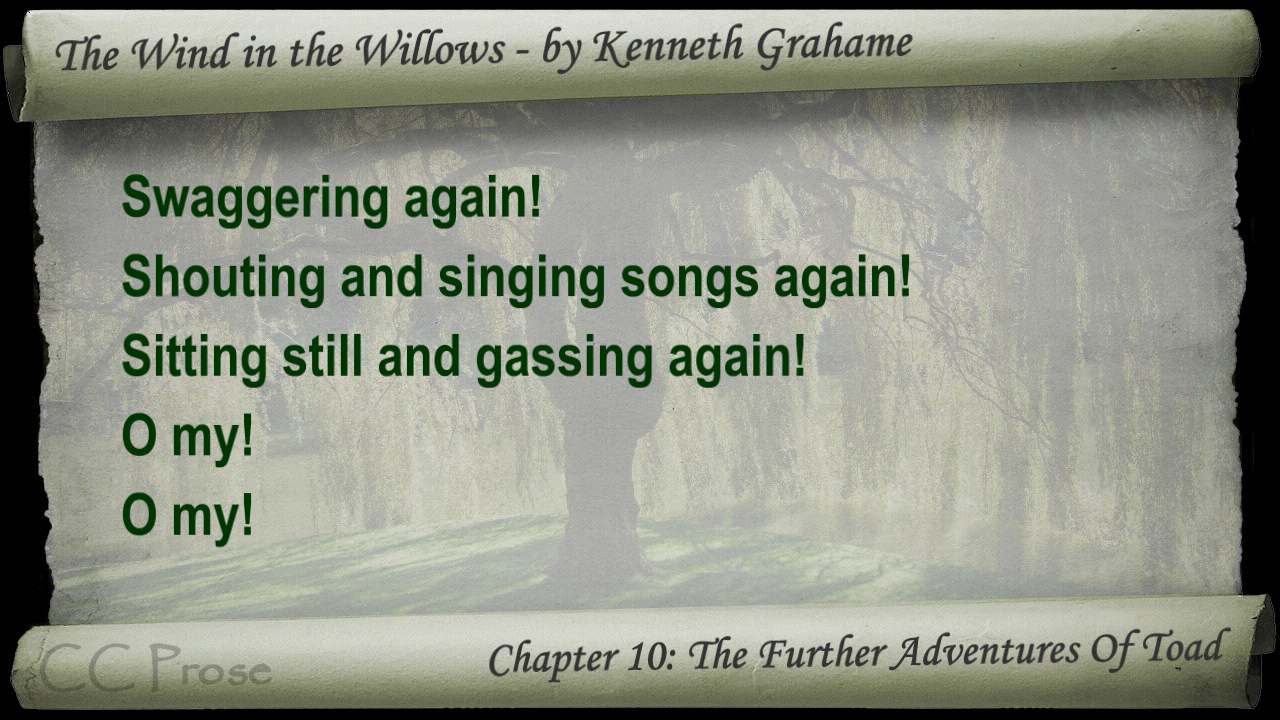 The Wind in the Willows - by Kenneth Grahame
Swaggering again!
Shouting and singing songs again!
Sitting still and gassing again!
O my!
O my!
CC Prose
Chapter 10: The Further Adventures Of Toad